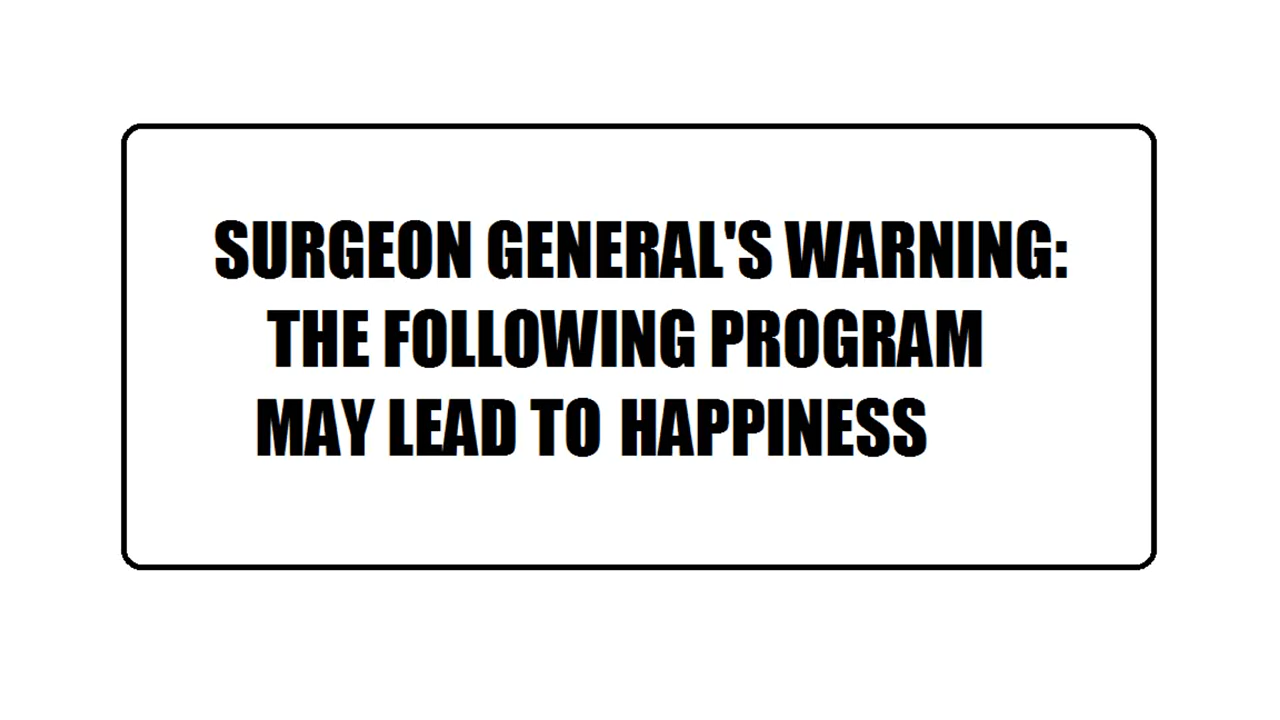 SURGEON GENERAL'S WARNING:
THE FOLLOWING PROGRAM
MAY LEAD TO HAPPINESS